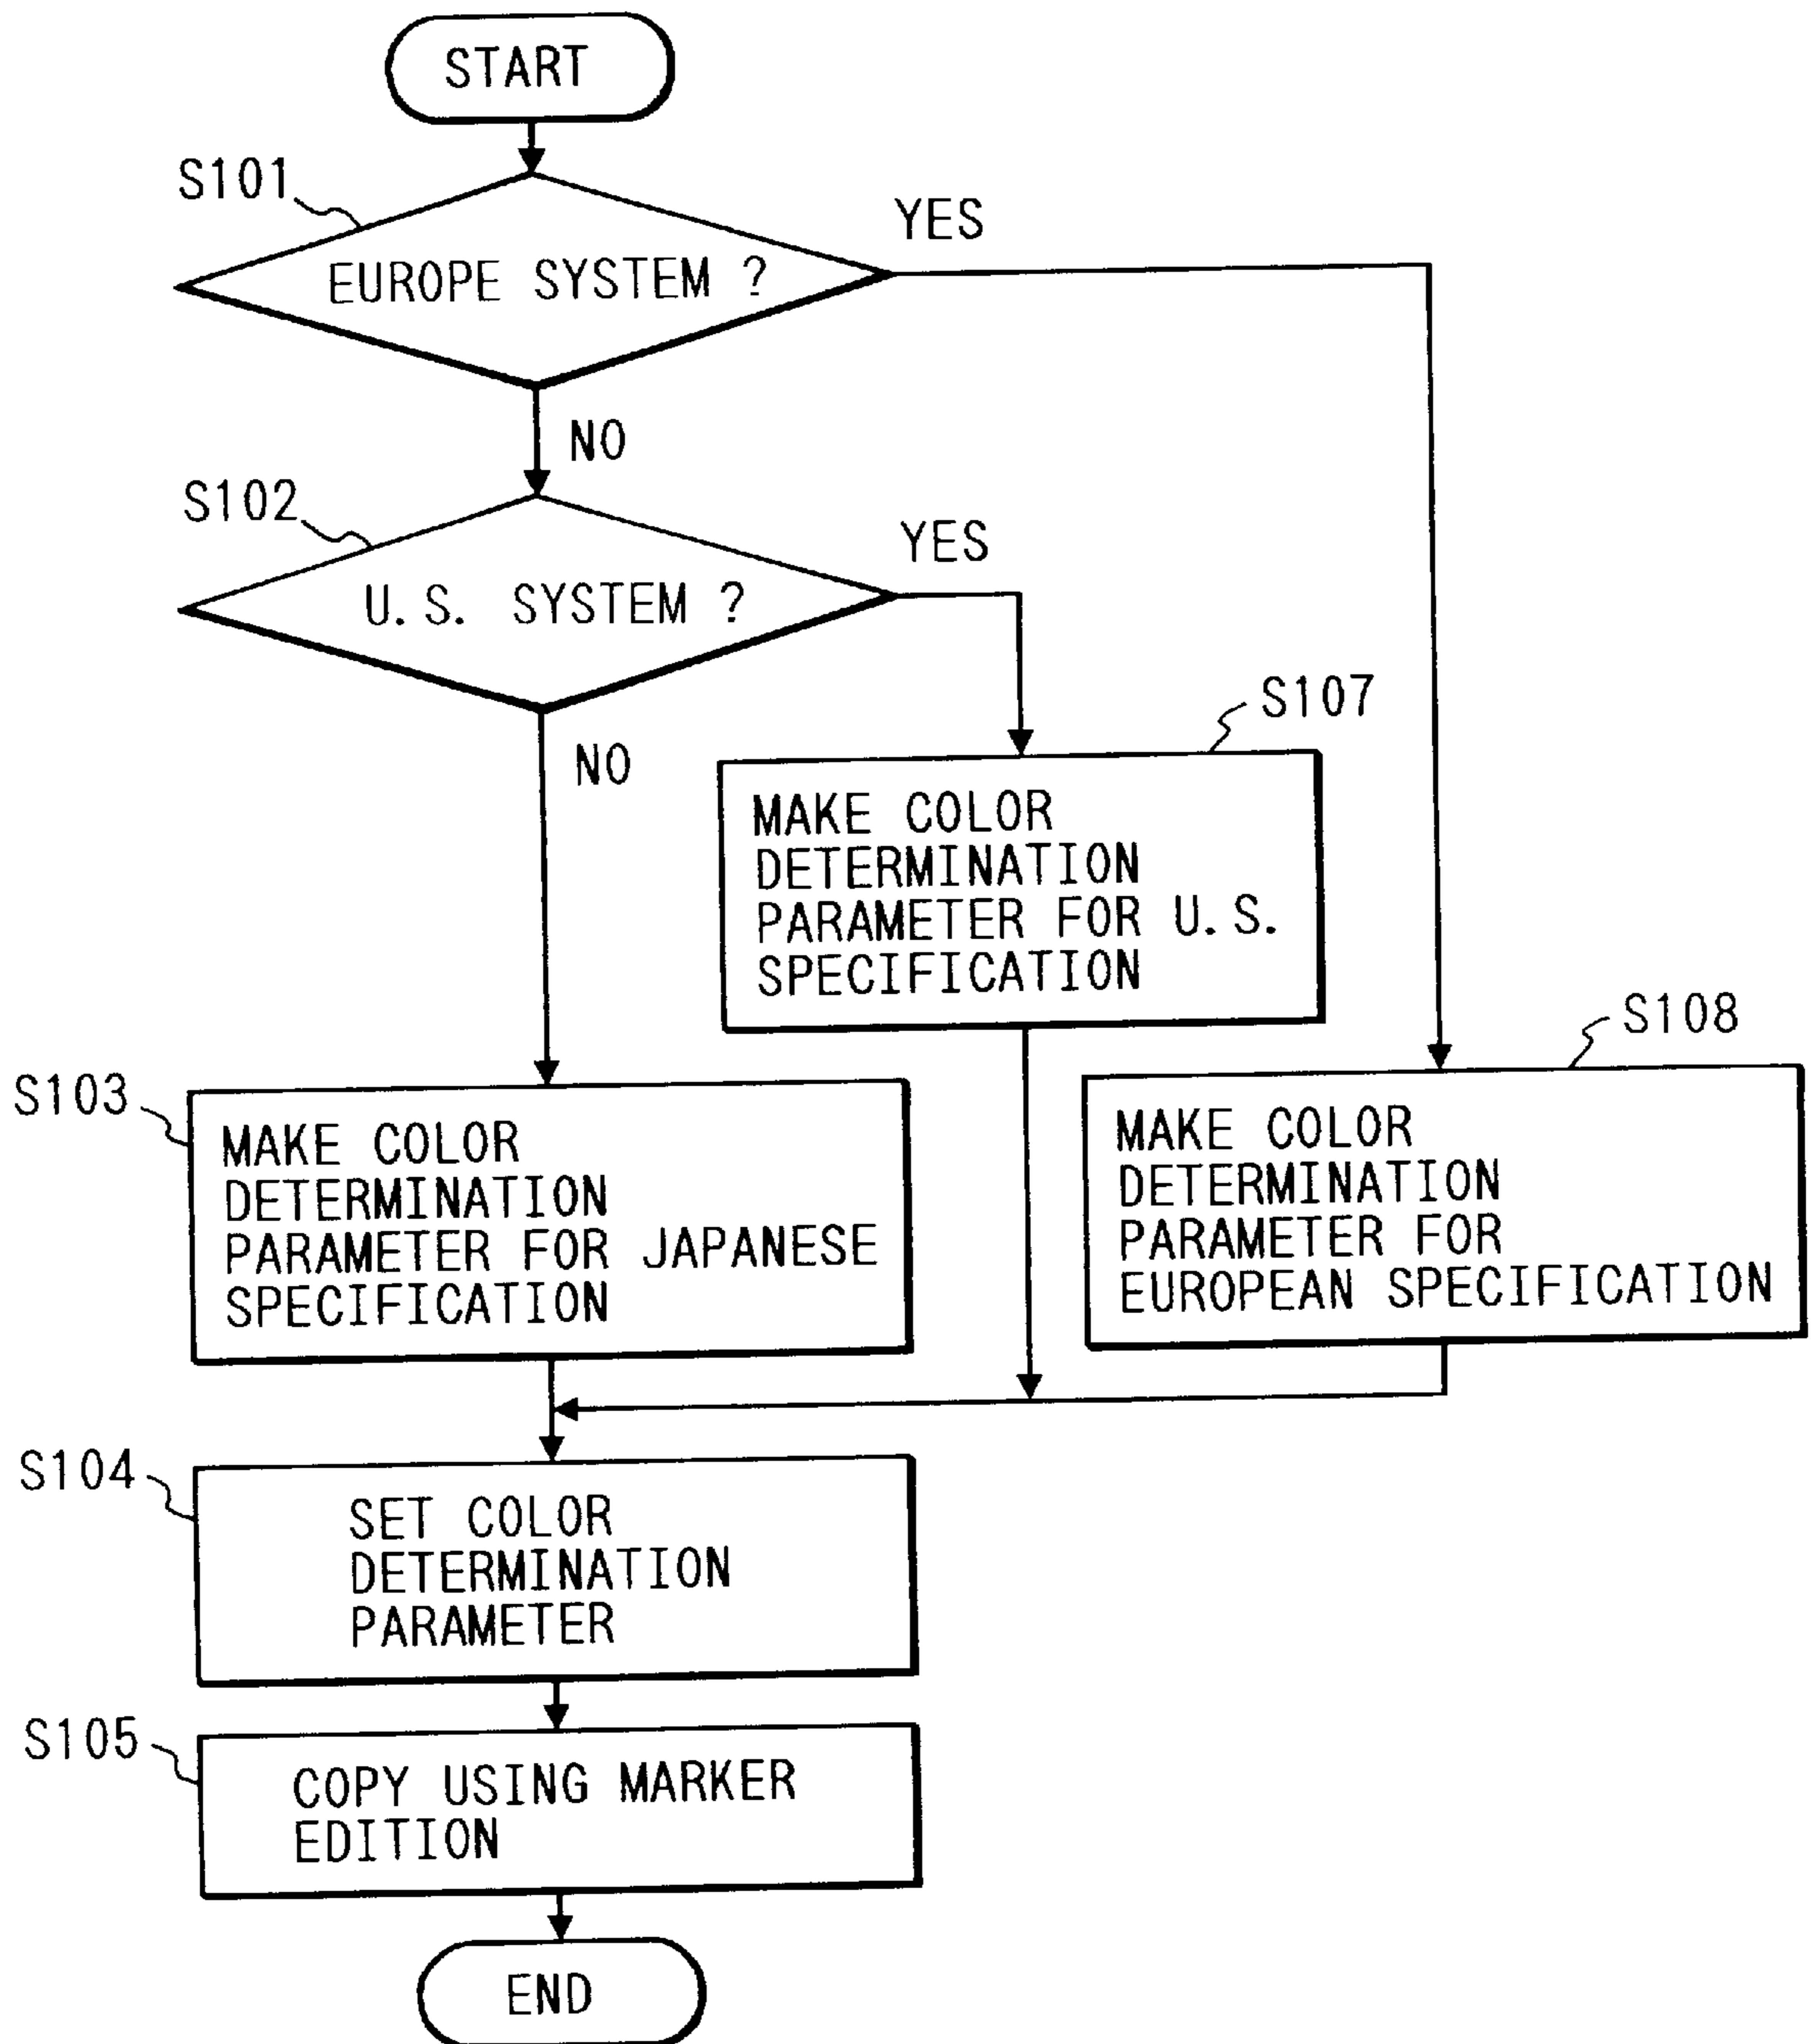 START
S101
YES
EUROPE SYSTEM ?
NO
S102
YES
U.S. SYSTEM ?
NO
S107
MAKE COLOR
DETERMINATION
PARAMETER FOR U.S.
SPECIFICATION
S108
MAKE COLOR
DETERMINATION
PARAMETER FOR
EUROPEAN SPECIFICATION
S103
MAKE COLOR
DETERMINATION
PARAMETER FOR JAPANESE
SPECIFICATION
S104
SET COLOR
DETERMINATION
PARAMETER
S105
COPY USING MARKER
EDITION
END